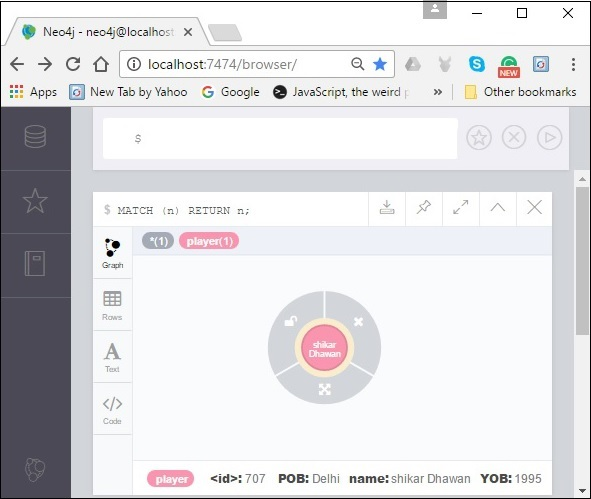 Neo4j - neo4j@localhost
localhost:7474/browser/
NEW
Apps New Tab by Yahoo Google JavaScript, the weird p » Other bookmarks
$
$ MATCH (n) RETURN n;
*(1) player(1)
Graph
Rows
A
Text
</>
Code
shikar
Dhawan
player <id>: 707 POB: Delhi name: shikar Dhawan YOB: 1995